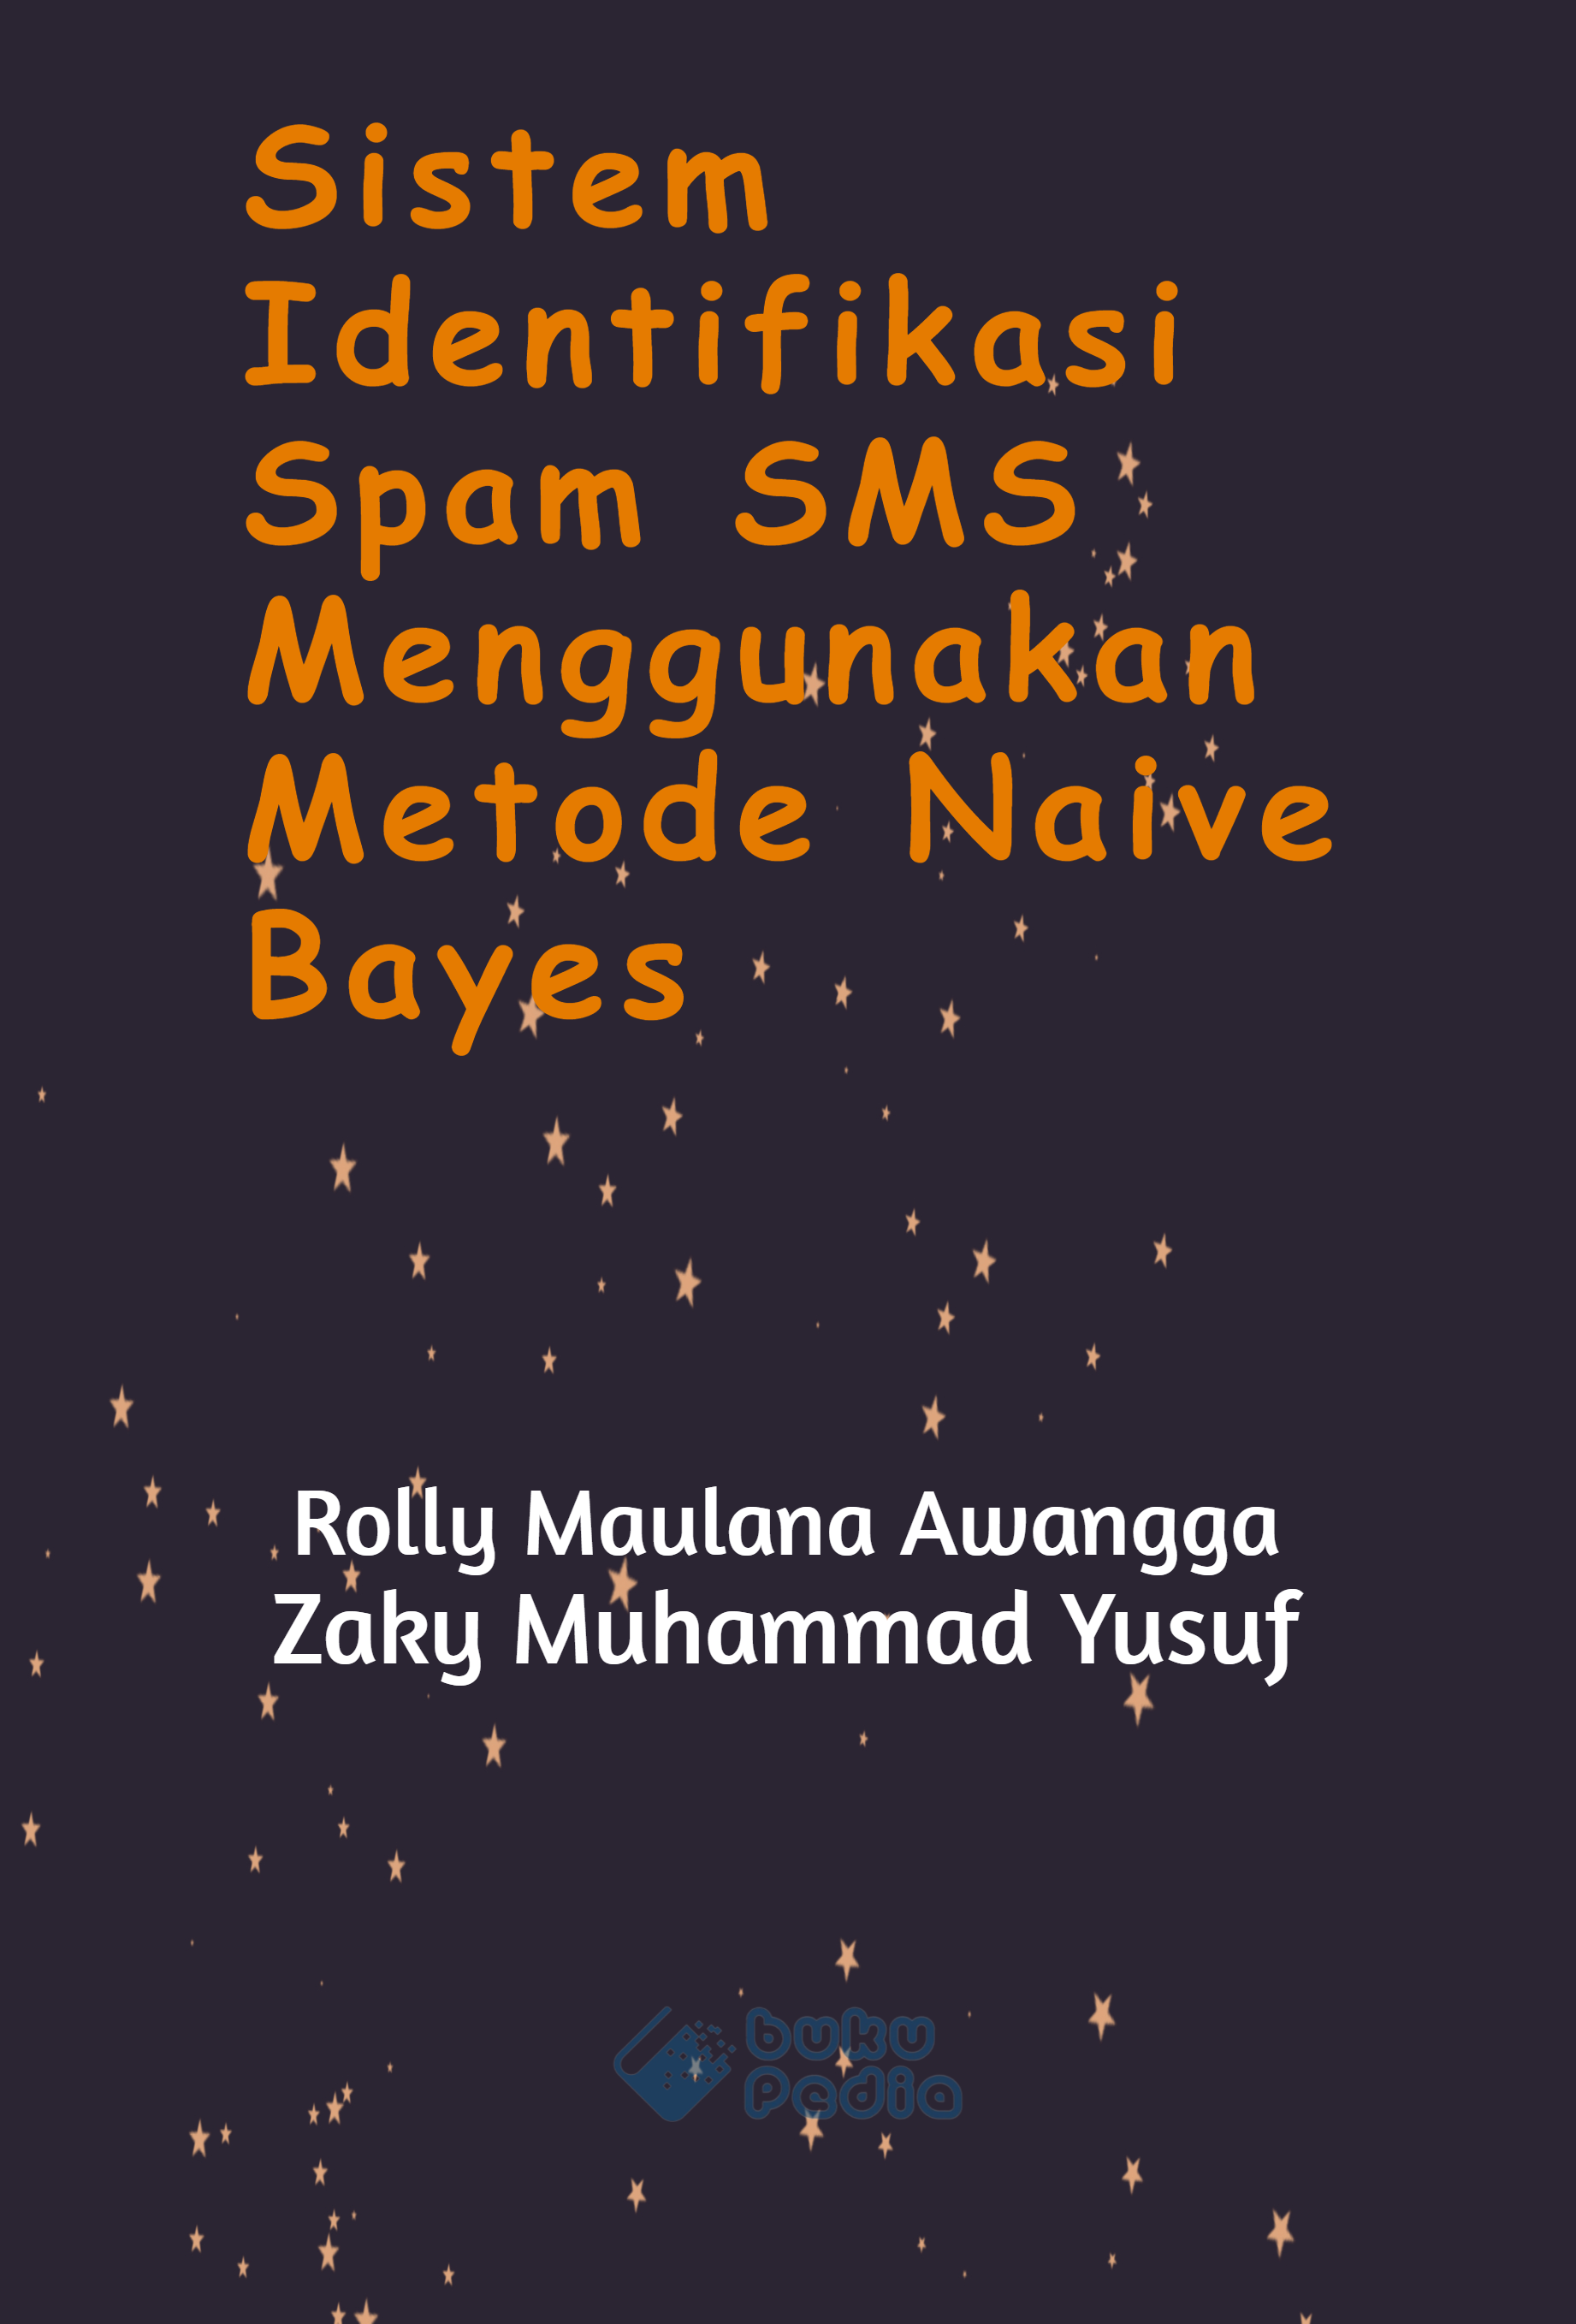 Sistem
Identifikasi
Spam SMS
Menggunakan
Metode Naive
Bayes
Rolly Maulana Awangga
Zaky Muhammad Yusuf
buku
pedia